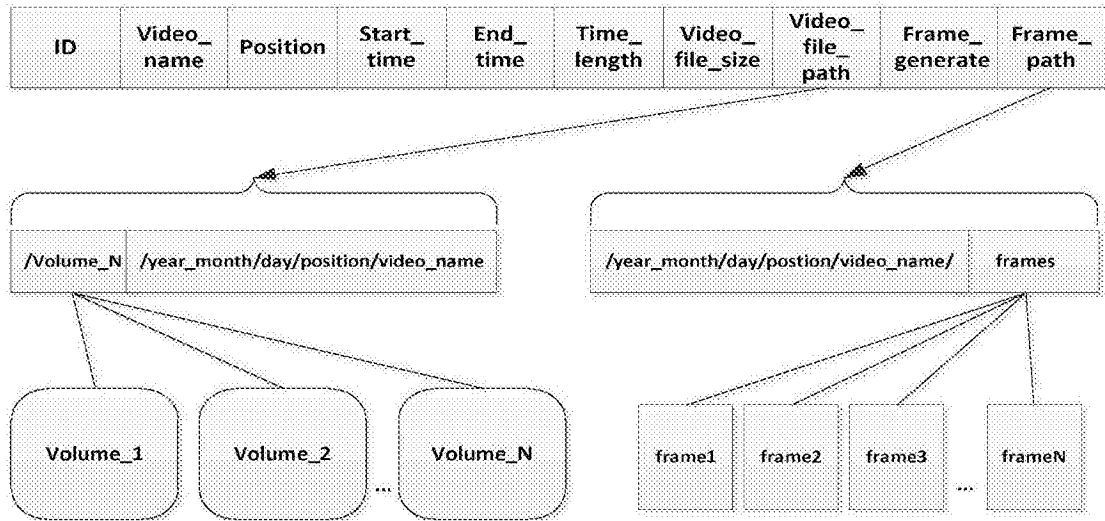 ID
Video_
name
Position
Start_
time
End_
time
Time_
length
Video_
file_size
Video_
file_
path
Frame_
generate
Frame_
path
/Volume_N
/year_month/day/position/video_name
/year_month/day/postion/video_name/
frames
Volume_1
Volume_2
...
Volume_N
frame1
frame2
frame3
...
frameN